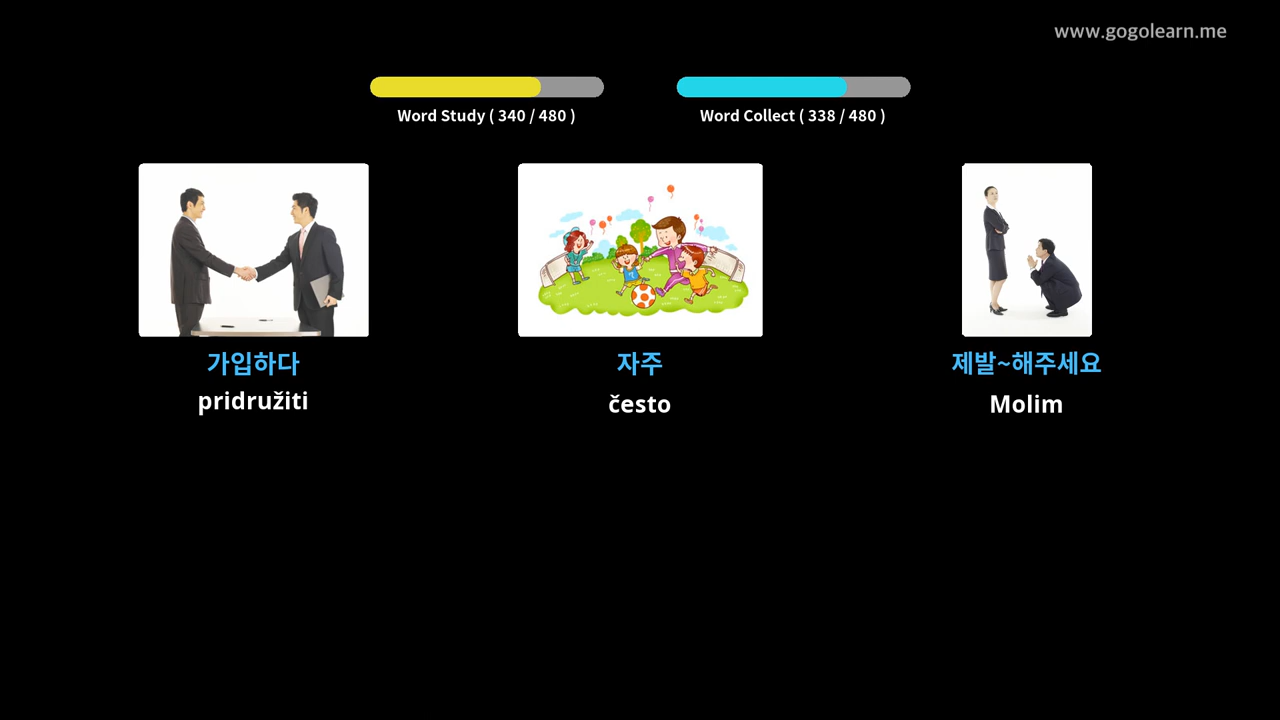 www.gogolearn.me
Word Study ( 340 / 480 )
Word Collect ( 338 / 480 )
가입하다
자주
제발~해주세요
pridružiti
često
Molim